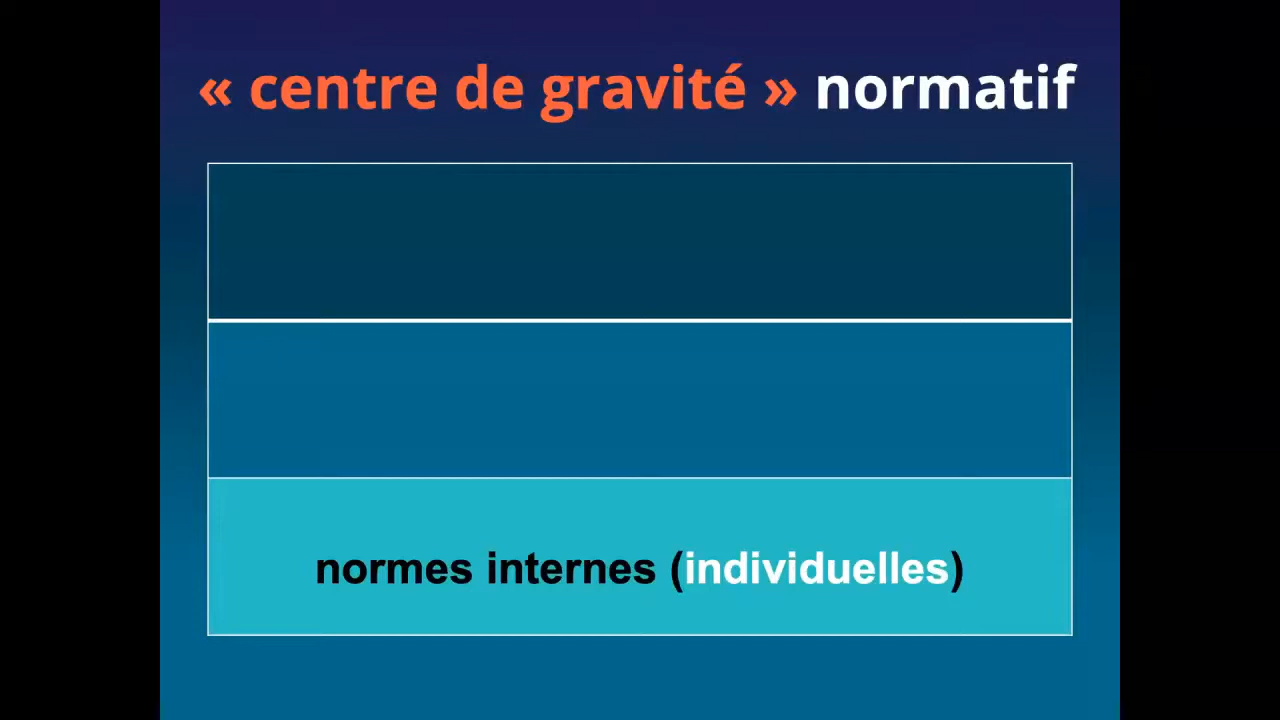 « centre de gravité » normatif
normes internes (individuelles)